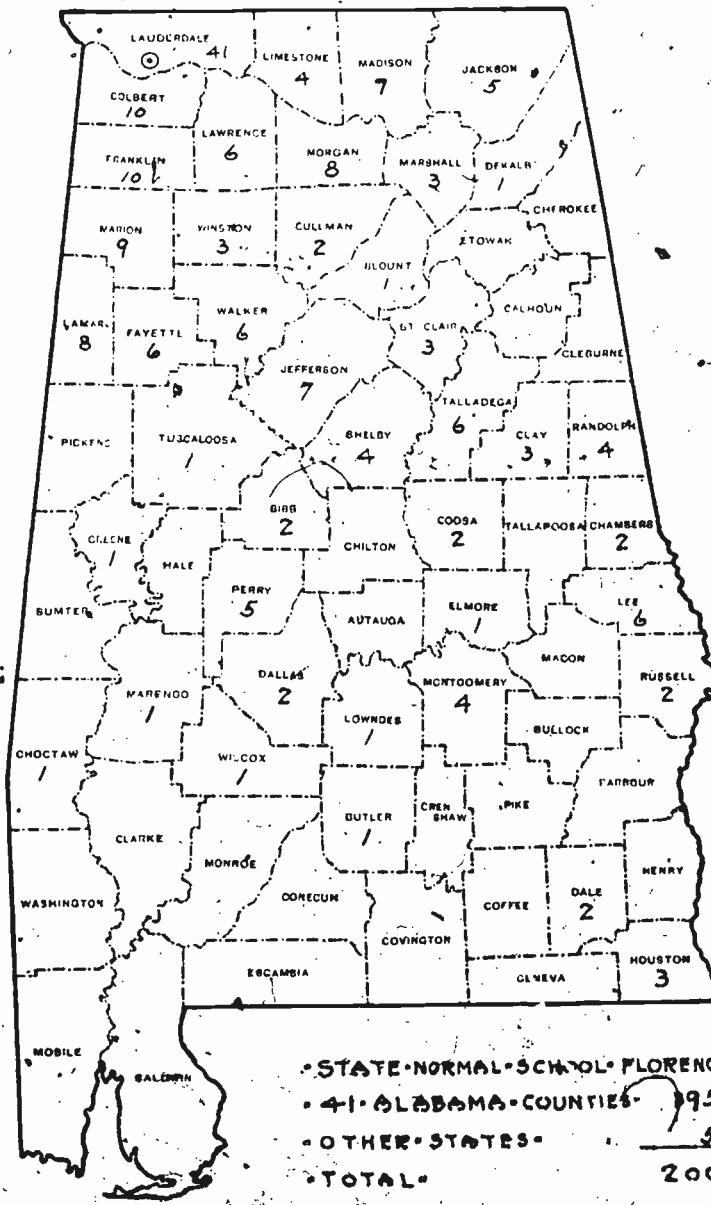 LAUDERDALE 41
LIMESTONE
4
MADISON
7
JACKSON
5
COLBERT
10
LAWRENCE
6
FRANKLIN
10
MORGAN
8
MARSHALL
3
DEKALB
1
CHEROKEE
MARION
9
WINSTON
3
CULLMAN
2
BLOUNT
1
ETOWAH
CALHOUN
LAMAR
8
FAYETTE
6
WALKER
6
ST CLAIR
3
CLEBURNE
JEFFERSON
7
TALLADEGA
6
PICKENS
TUSCALOOSA
1
SHELBY
4
CLAY
3
RANDOLPH
4
GREENE
1
HALE
BIBB
2
CHILTON
COOSA
2
TALLAPOOSA
CHAMBERS
2
SUMTER
PERRY
5
AUTAUGA
ELMORE
1
LEE
6
MACON
MARENGO
1
DALLAS
2
LOWNDES
1
MONTGOMERY
4
RUSSELL
2
BULLOCK
CHOCTAW
1
WILCOX
1
BARBOUR
CLARKE
MONROE
BUTLER
1
CREN
SHAW
PIKE
WASHINGTON
CONECUH
COVINGTON
COFFEE
DALE
2
HENRY
ESCAMBIA
GENEVA
HOUSTON
3
MOBILE
BALDWIN
•STATE•NORMAL•SCHOOL•FLORENC
•41•ALABAMA•COUNTIES• 195
•OTHER•STATES• 5
•TOTAL• 200